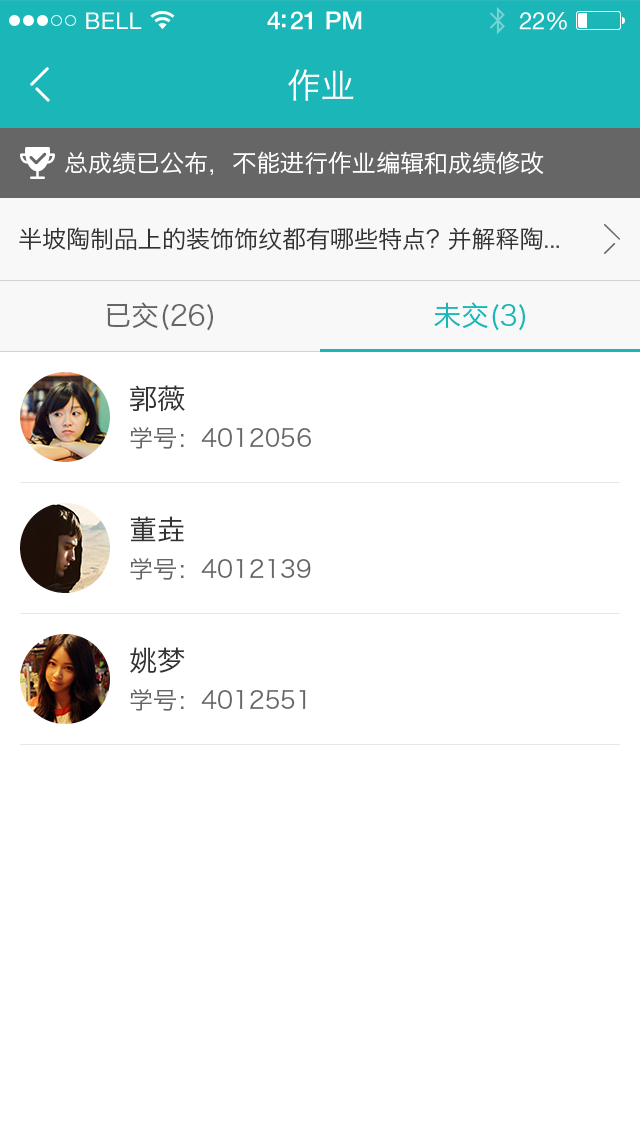 BELL 4:21 PM 22%
作业
总成绩已公布，不能进行作业编辑和成绩修改
半坡陶制品上的装饰饰纹都有哪些特点？并解释陶...
已交(26) 未交(3)
郭薇
学号：4012056
董垚
学号：4012139
姚梦
学号：4012551